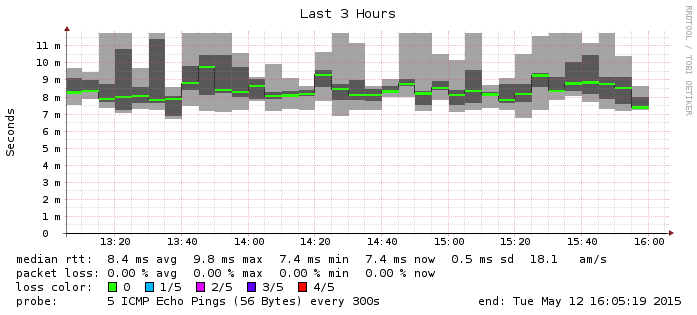 Last 3 Hours
RRDTOOL / TOBI OETIKER
Seconds
11 m
10 m
9 m
8 m
7 m
6 m
5 m
4 m
3 m
2 m
1 m
0
13:20 13:40 14:00 14:20 14:40 15:00 15:20 15:40 16:00
median rtt: 8.4 ms avg 9.8 ms max 7.4 ms min 7.4 ms now 0.5 ms sd 18.1 am/s
packet loss: 0.00 % avg 0.00 % max 0.00 % min 0.00 % now
loss color: 0 1/5 2/5 3/5 4/5
probe: 5 ICMP Echo Pings (56 Bytes) every 300s end: Tue May 12 16:05:19 2015